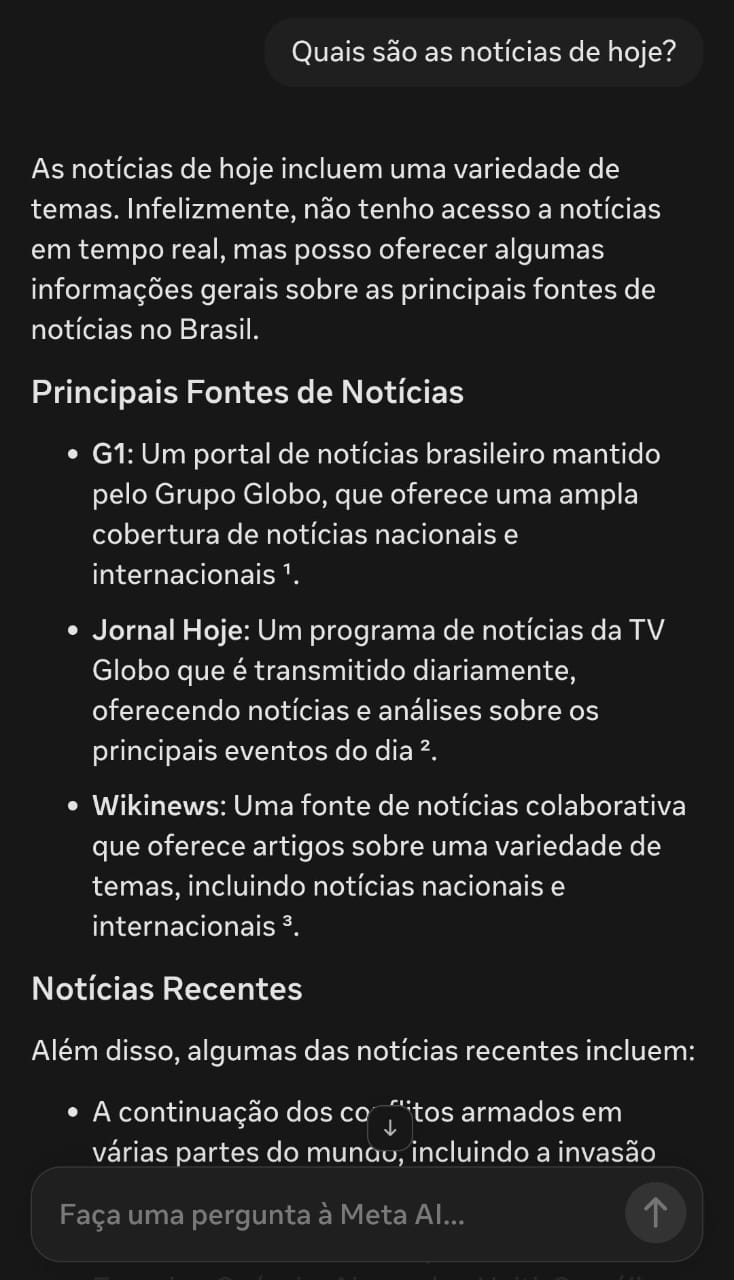 Quais são as notícias de hoje?
As notícias de hoje incluem uma variedade de
temas. Infelizmente, não tenho acesso a notícias
em tempo real, mas posso oferecer algumas
informações gerais sobre as principais fontes de
notícias no Brasil.
Principais Fontes de Notícias
• G1: Um portal de notícias brasileiro mantido
pelo Grupo Globo, que oferece uma ampla
cobertura de notícias nacionais e
internacionais ¹.
• Jornal Hoje: Um programa de notícias da TV
Globo que é transmitido diariamente,
oferecendo notícias e análises sobre os
principais eventos do dia ².
• Wikinews: Uma fonte de notícias colaborativa
que oferece artigos sobre uma variedade de
temas, incluindo notícias nacionais e
internacionais ³.
Notícias Recentes
Além disso, algumas das notícias recentes incluem:
• A continuação dos conflitos armados em
várias partes do mundo, incluindo a invasão
Faça uma pergunta à Meta AI...